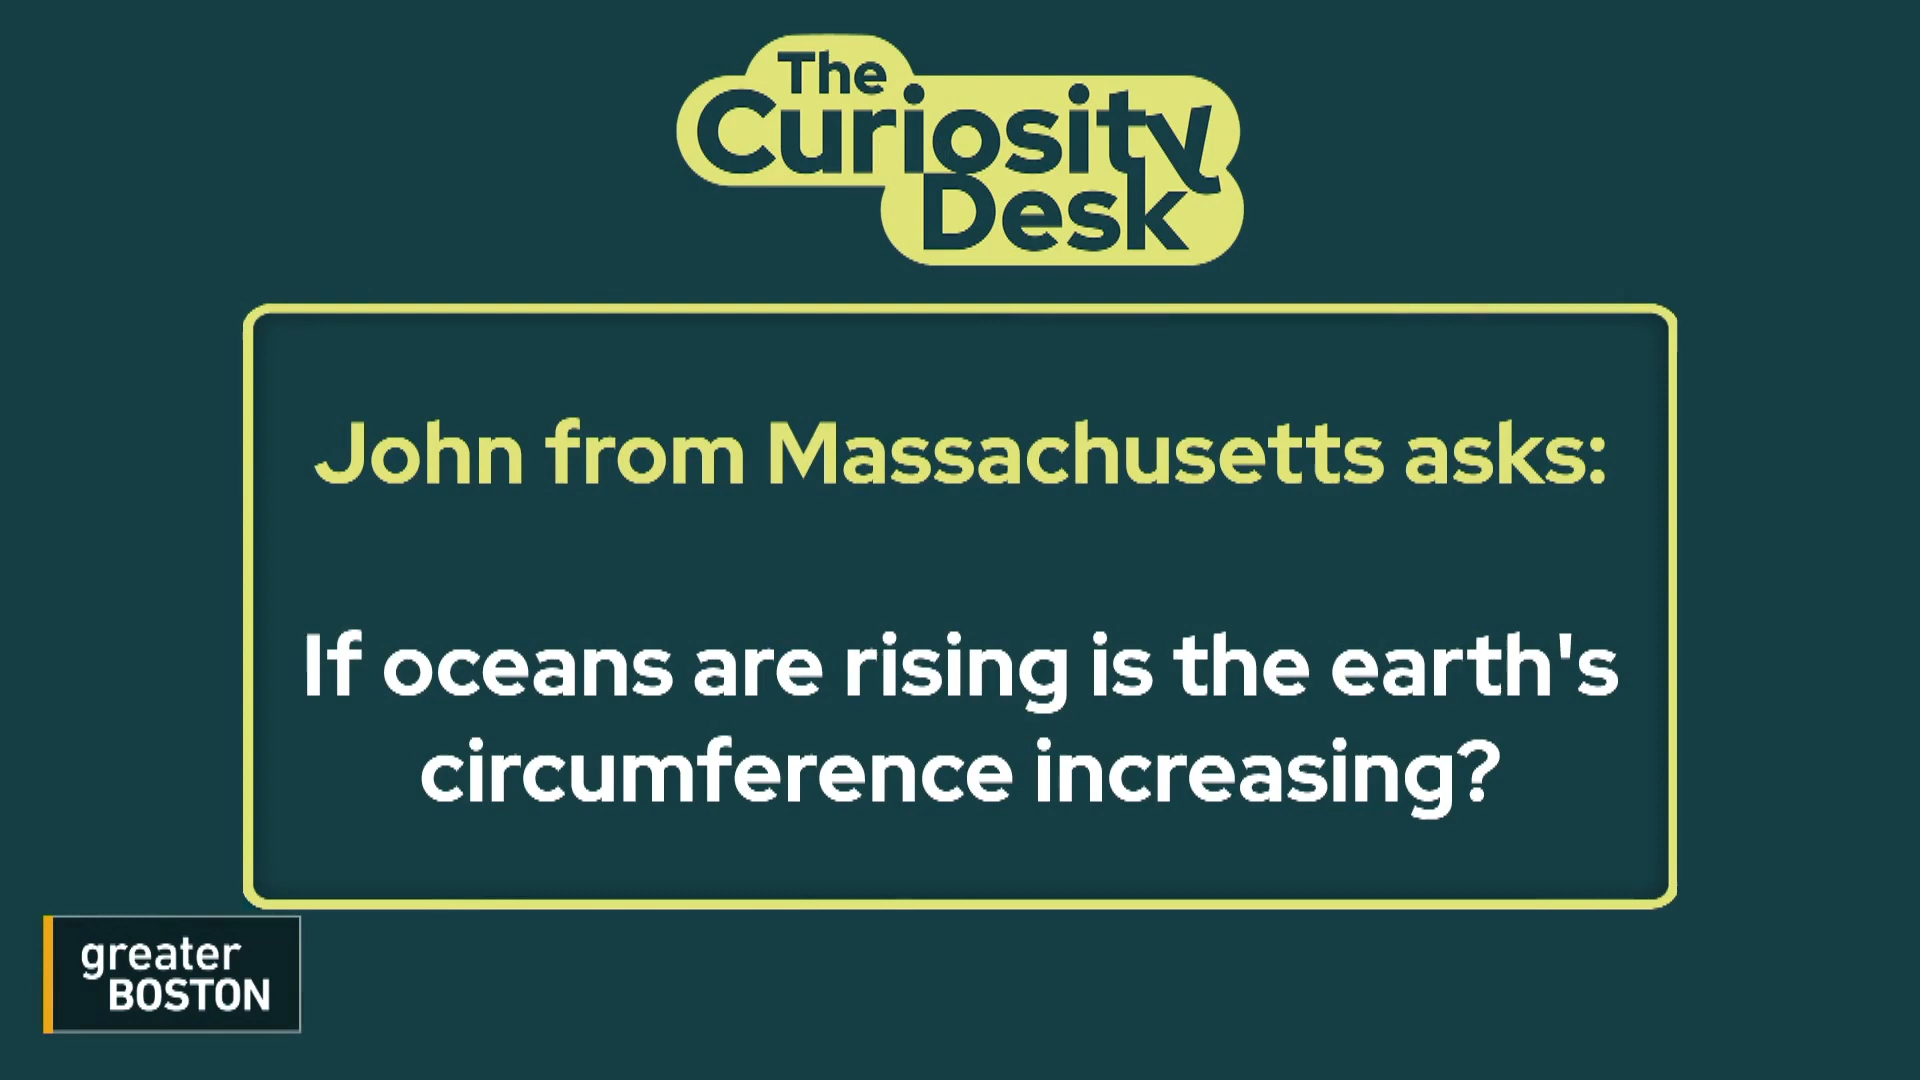 The
Curiosity
Desk
John from Massachusetts asks:
If oceans are rising is the earth's
circumference increasing?
greater
BOSTON